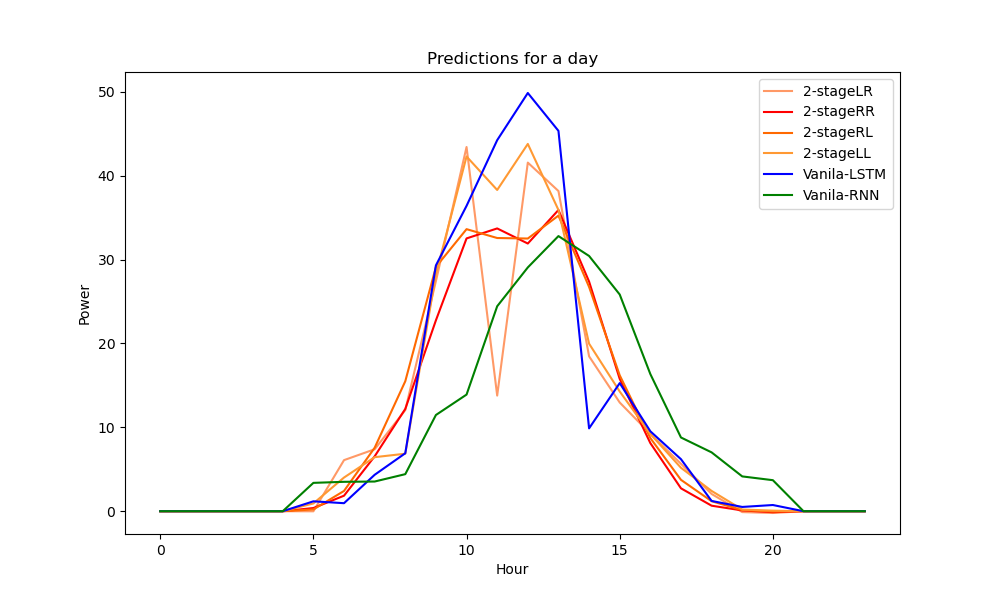 Predictions for a day
50
40
30
20
10
0
Power
0 5 10 15 20
Hour
2-stageLR
2-stageRR
2-stageRL
2-stageLL
Vanila-LSTM
Vanila-RNN